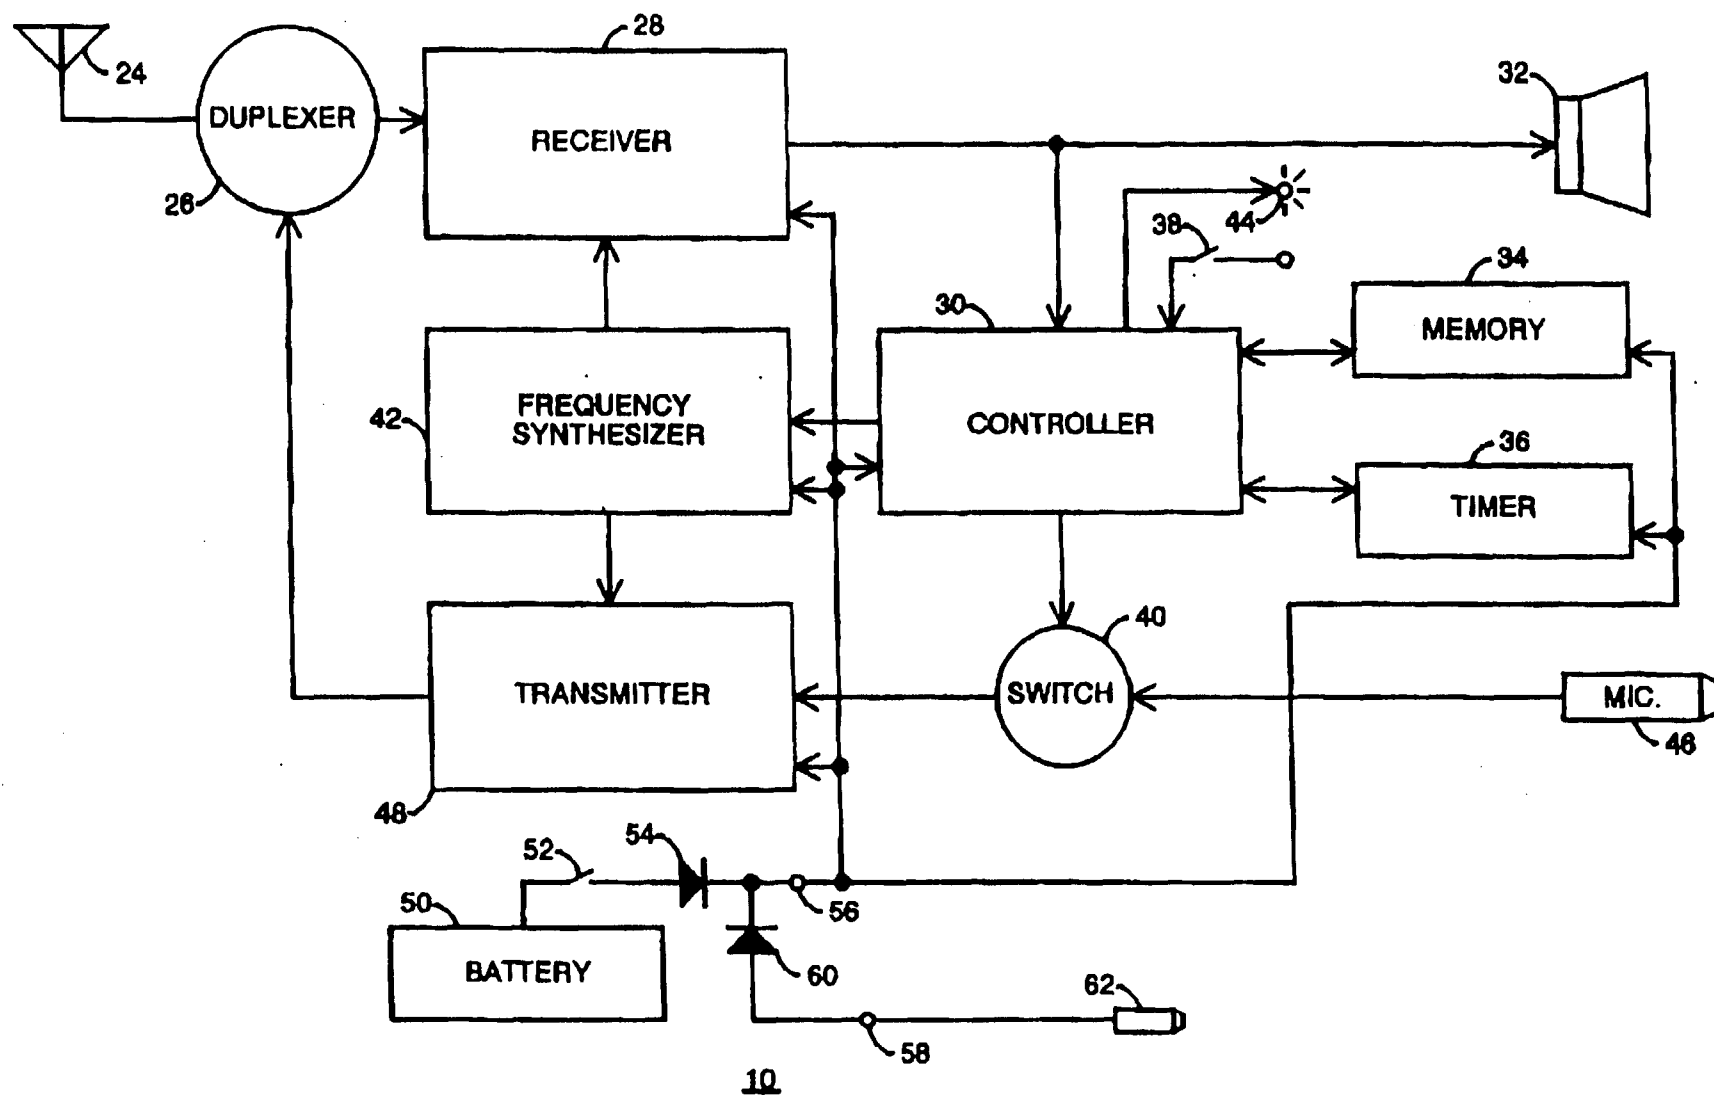 28
24
32
DUPLEXER
RECEIVER
26
44
38
34
30
MEMORY
42
FREQUENCY
SYNTHESIZER
CONTROLLER
36
TIMER
40
TRANSMITTER
SWITCH
MIC.
46
48
54
52
50
56
BATTERY
60
62
58
10